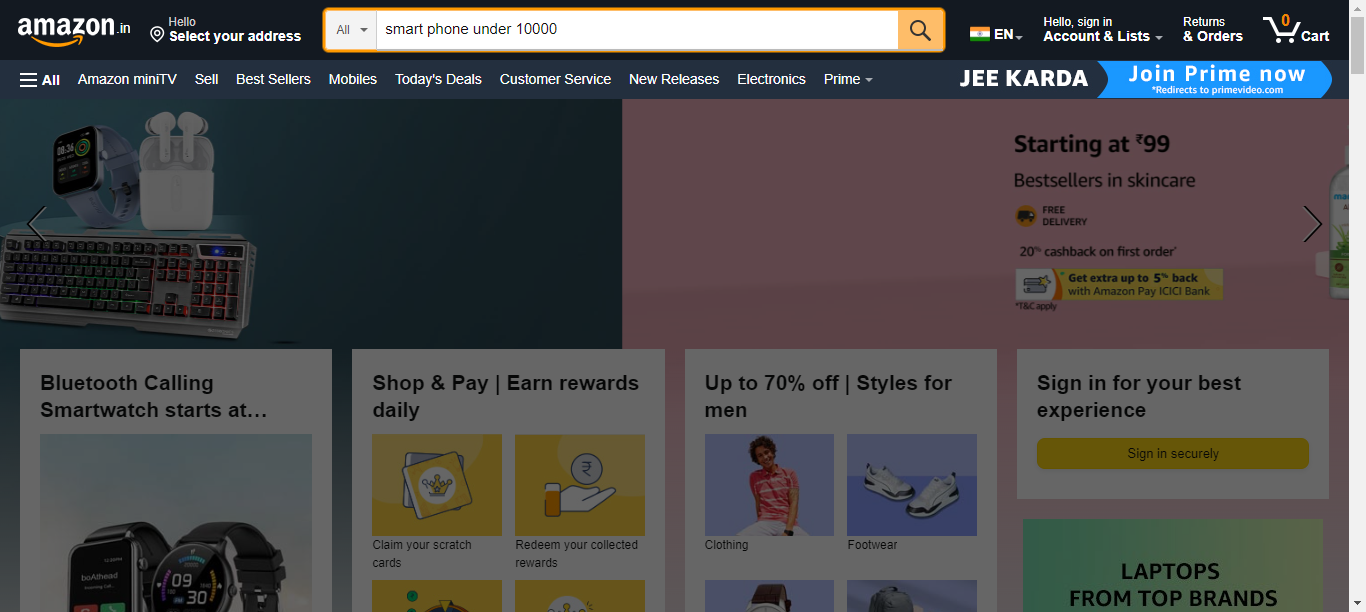 amazon.in
Hello
Select your address
All
smart phone under 10000
EN
Hello, sign in
Account & Lists
Returns
& Orders
0
Cart
All
Amazon miniTV
Sell
Best Sellers
Mobiles
Today's Deals
Customer Service
New Releases
Electronics
Prime
JEE KARDA
Join Prime now
*Redirects to primevideo.com
08:36
Starting at ₹99
Bestsellers in skincare
FREE
DELIVERY
20% cashback on first order*
Get extra up to 5% back
with Amazon Pay ICICI Bank
*T&C apply
Bluetooth Calling
Smartwatch starts at…
boAthead
09
30
Shop & Pay | Earn rewards
daily
₹
Claim your scratch
cards
Redeem your collected
rewards
Up to 70% off | Styles for
men
Clothing
Footwear
Sign in for your best
experience
Sign in securely
LAPTOPS
FROM TOP BRANDS